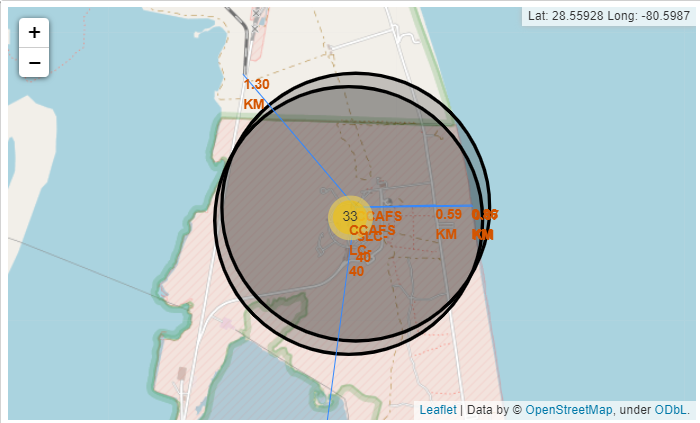 +
Lat: 28.55928 Long: -80.5987
−
1.30
KM
33
CCAFS
LC-
40
40
0.59
KM
KM
Leaflet | Data by © OpenStreetMap, under ODbL.